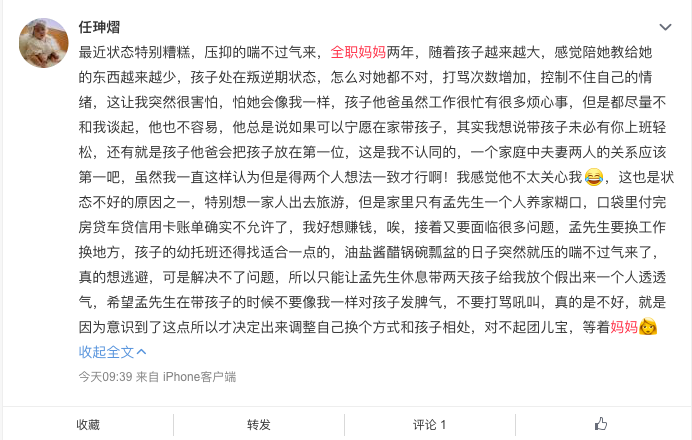 任珅熠
最近状态特别糟糕，压抑的喘不过气来，全职妈妈两年，随着孩子越来越大，感觉陪她教给她
的东西越来越少，孩子处在叛逆期状态，怎么对她都不对，打骂次数增加，控制不住自己的情
绪，这让我突然很害怕，怕她会像我一样，孩子他爸虽然工作很忙有很多烦心事，但是都尽量不
和我谈起，他也不容易，他总是说如果可以宁愿在家带孩子，其实我想说带孩子未必有你上班轻
松，还有就是孩子他爸会把孩子放在第一位，这是我不认同的，一个家庭中夫妻两人的关系应该
第一吧，虽然我一直这样认为但是得两个人想法一致才行啊！我感觉他不太关心我😂，这也是状
态不好的原因之一，特别想一家人出去旅游，但是家里只有孟先生一个人养家糊口，口袋里付完
房贷车贷信用卡账单确实不允许了，我好想赚钱，唉，接着又要面临很多问题，孟先生要换工作
换地方，孩子的幼托班还得找适合一点的，油盐酱醋锅碗瓢盆的日子突然就压的喘不过气来了，
真的想逃避，可是解决不了问题，所以只能让孟先生休息带两天孩子给我放个假出来一个人透透
气，希望孟先生在带孩子的时候不要像我一样对孩子发脾气，不要打骂吼叫，真的是不好，就是
因为意识到了这点所以才决定出来调整自己换个方式和孩子相处，对不起团儿宝，等着妈妈👩
收起全文
今天09:39 来自 iPhone客户端
收藏 转发 评论 1